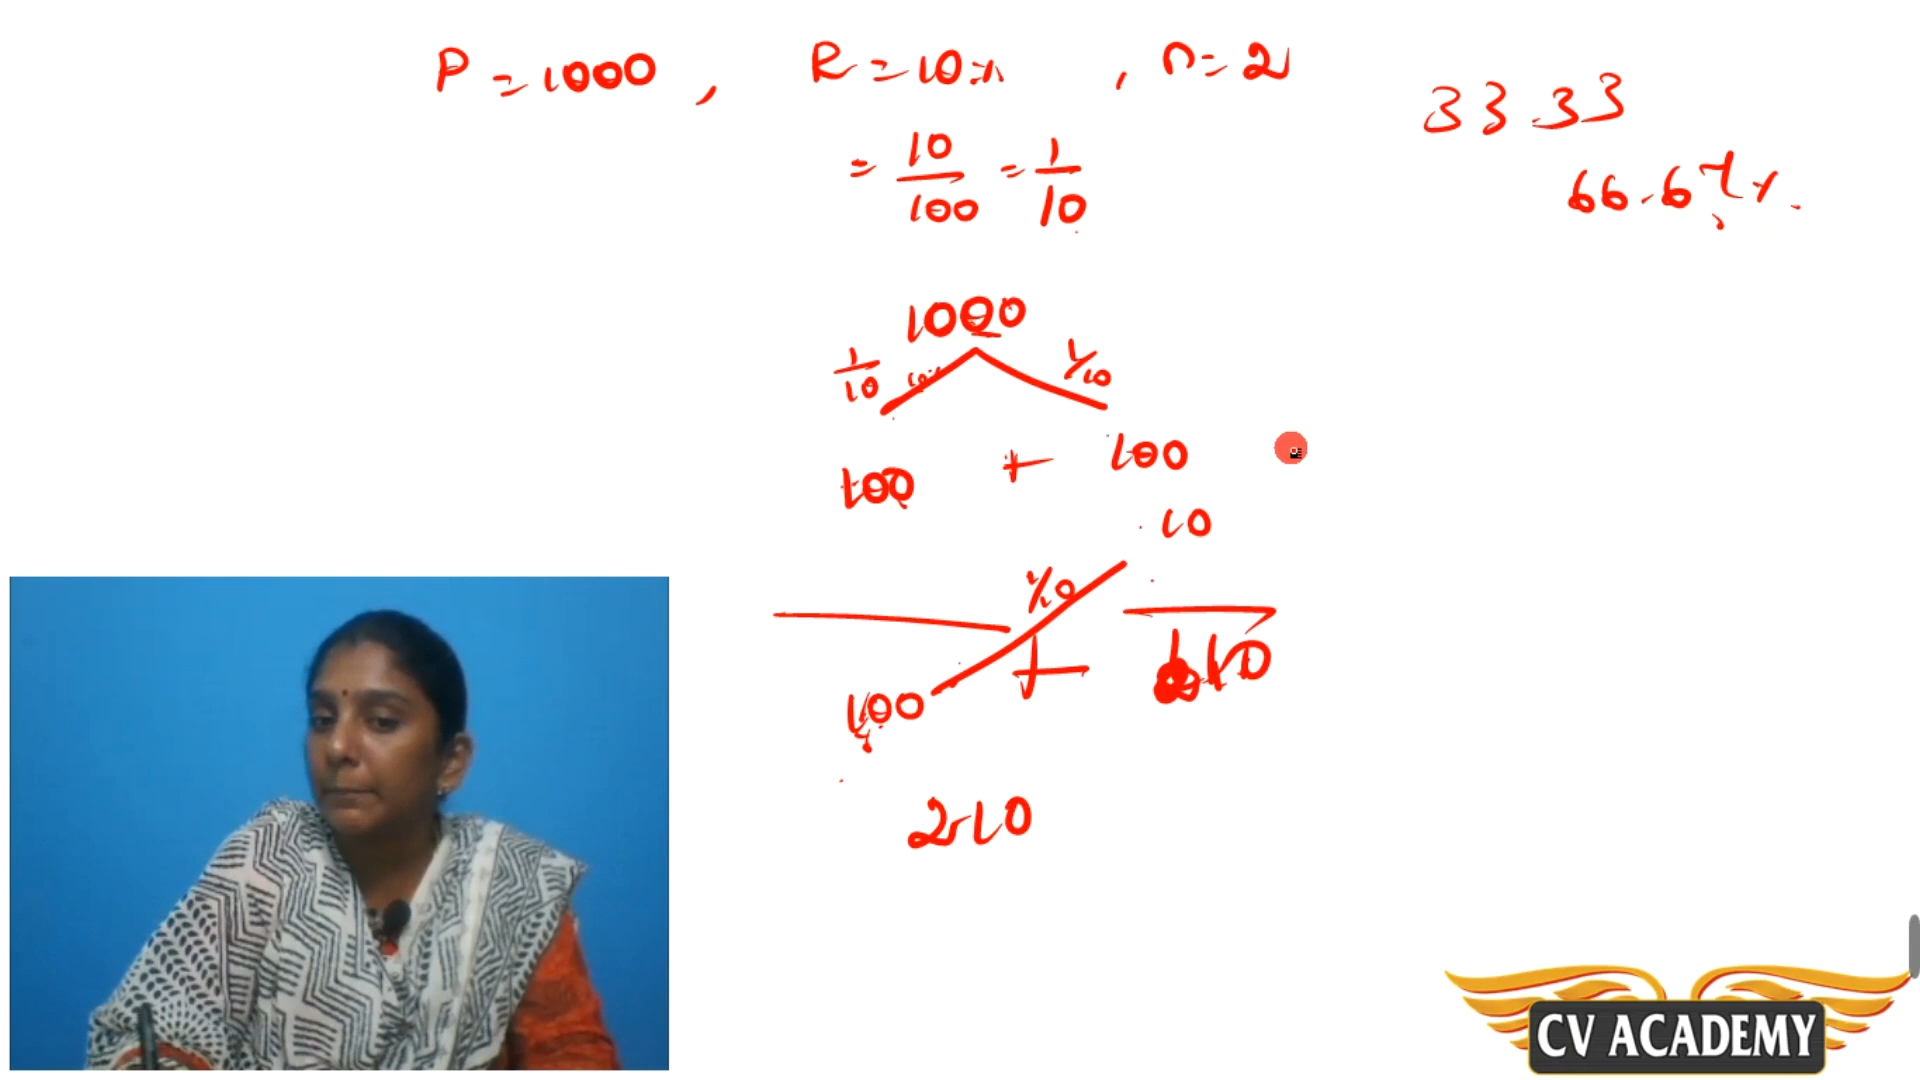 P = 1000 , R = 10% , n = 2
33.33
= 10/100 = 1/10
66.67%.
1000
1/10 10% 1/10
100 + 100
10
1/10
100 + 110
210
CV ACADEMY